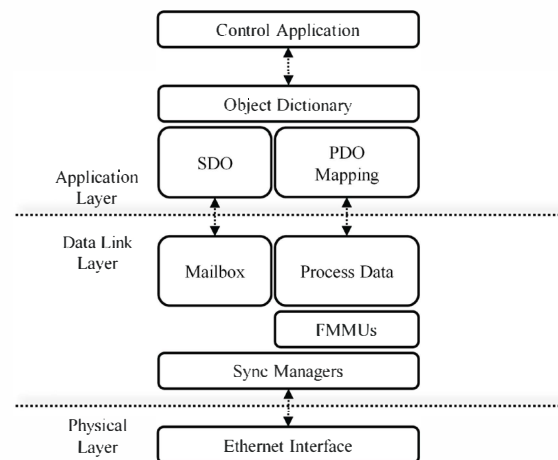 Control Application
Object Dictionary
SDO
PDO
Mapping
Application
Layer
Data Link
Layer
Mailbox
Process Data
FMMUs
Sync Managers
Physical
Layer
Ethernet Interface